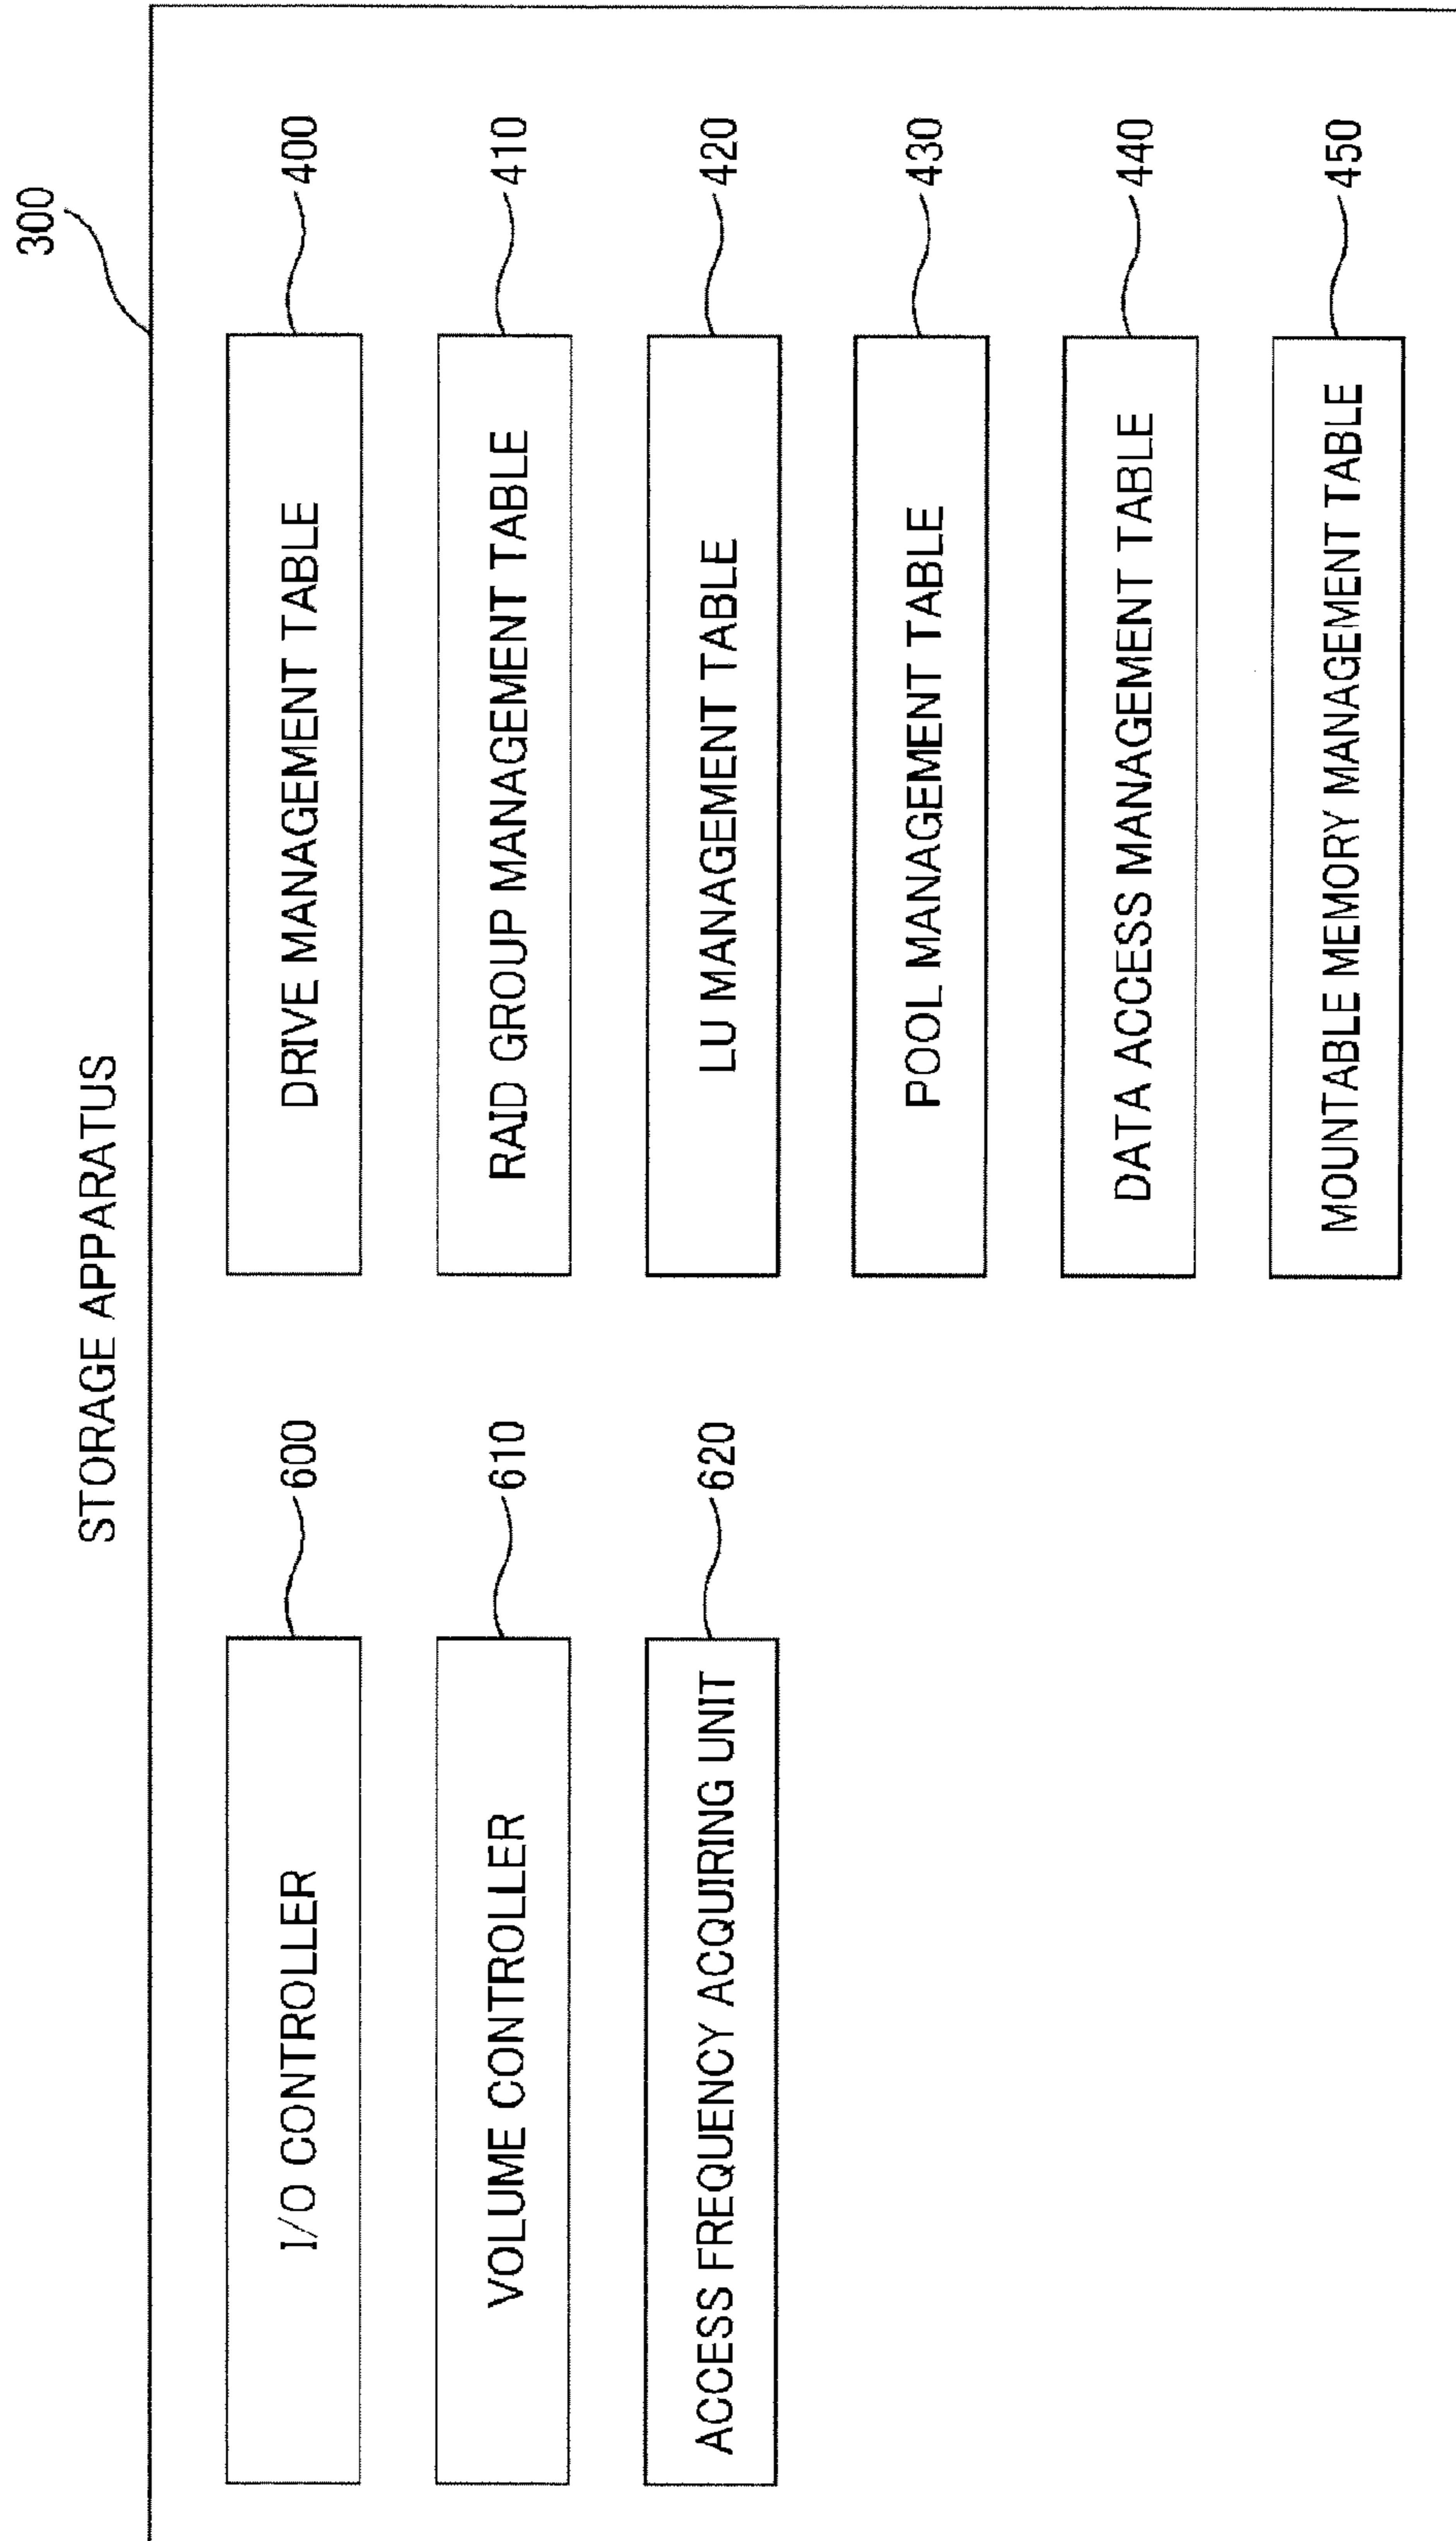 STORAGE APPARATUS
300
I/O CONTROLLER
600
VOLUME CONTROLLER
610
ACCESS FREQUENCY ACQUIRING UNIT
620
DRIVE MANAGEMENT TABLE
400
RAID GROUP MANAGEMENT TABLE
410
LU MANAGEMENT TABLE
420
POOL MANAGEMENT TABLE
430
DATA ACCESS MANAGEMENT TABLE
440
MOUNTABLE MEMORY MANAGEMENT TABLE
450